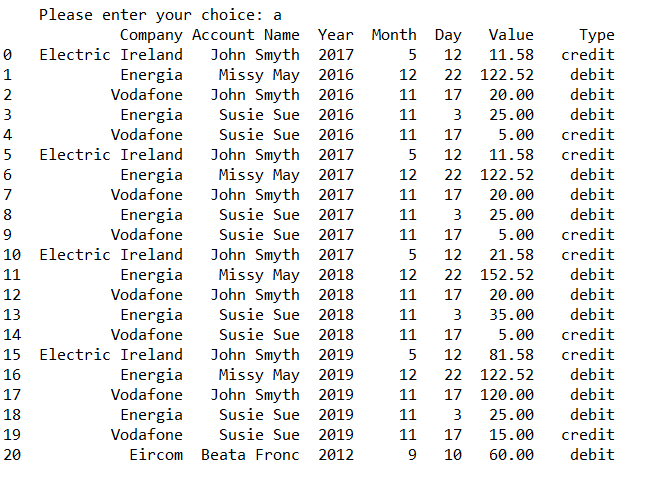 Please enter your choice: a
Company Account Name Year Month Day Value Type
0 Electric Ireland John Smyth 2017 5 12 11.58 credit
1 Energia Missy May 2016 12 22 122.52 debit
2 Vodafone John Smyth 2016 11 17 20.00 debit
3 Energia Susie Sue 2016 11 3 25.00 debit
4 Vodafone Susie Sue 2016 11 17 5.00 credit
5 Electric Ireland John Smyth 2017 5 12 11.58 credit
6 Energia Missy May 2017 12 22 122.52 debit
7 Vodafone John Smyth 2017 11 17 20.00 debit
8 Energia Susie Sue 2017 11 3 25.00 debit
9 Vodafone Susie Sue 2017 11 17 5.00 credit
10 Electric Ireland John Smyth 2017 5 12 21.58 credit
11 Energia Missy May 2018 12 22 152.52 debit
12 Vodafone John Smyth 2018 11 17 20.00 debit
13 Energia Susie Sue 2018 11 3 35.00 debit
14 Vodafone Susie Sue 2018 11 17 5.00 credit
15 Electric Ireland John Smyth 2019 5 12 81.58 credit
16 Energia Missy May 2019 12 22 122.52 debit
17 Vodafone John Smyth 2019 11 17 120.00 debit
18 Energia Susie Sue 2019 11 3 25.00 debit
19 Vodafone Susie Sue 2019 11 17 15.00 credit
20 Eircom Beata Fronc 2012 9 10 60.00 debit